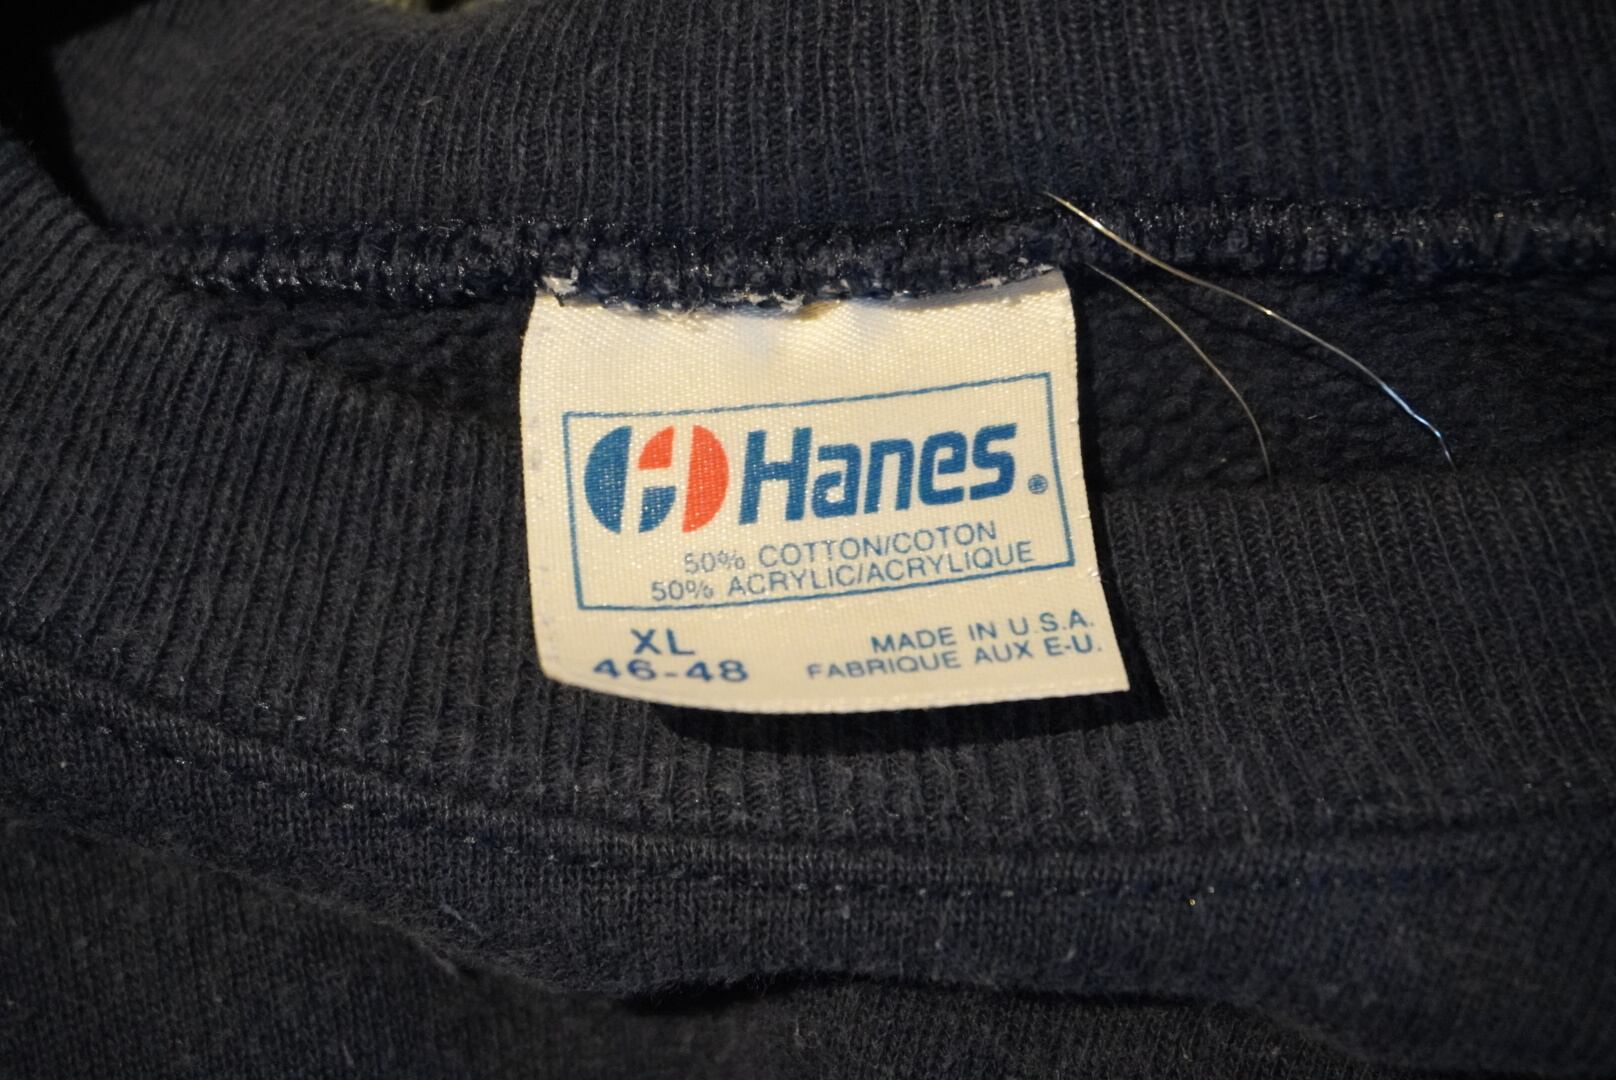 Hanes®
50% COTTON/COTON
50% ACRYLIC/ACRYLIQUE
XL
46-48
MADE IN U.S.A.
FABRIQUE AUX E-U.